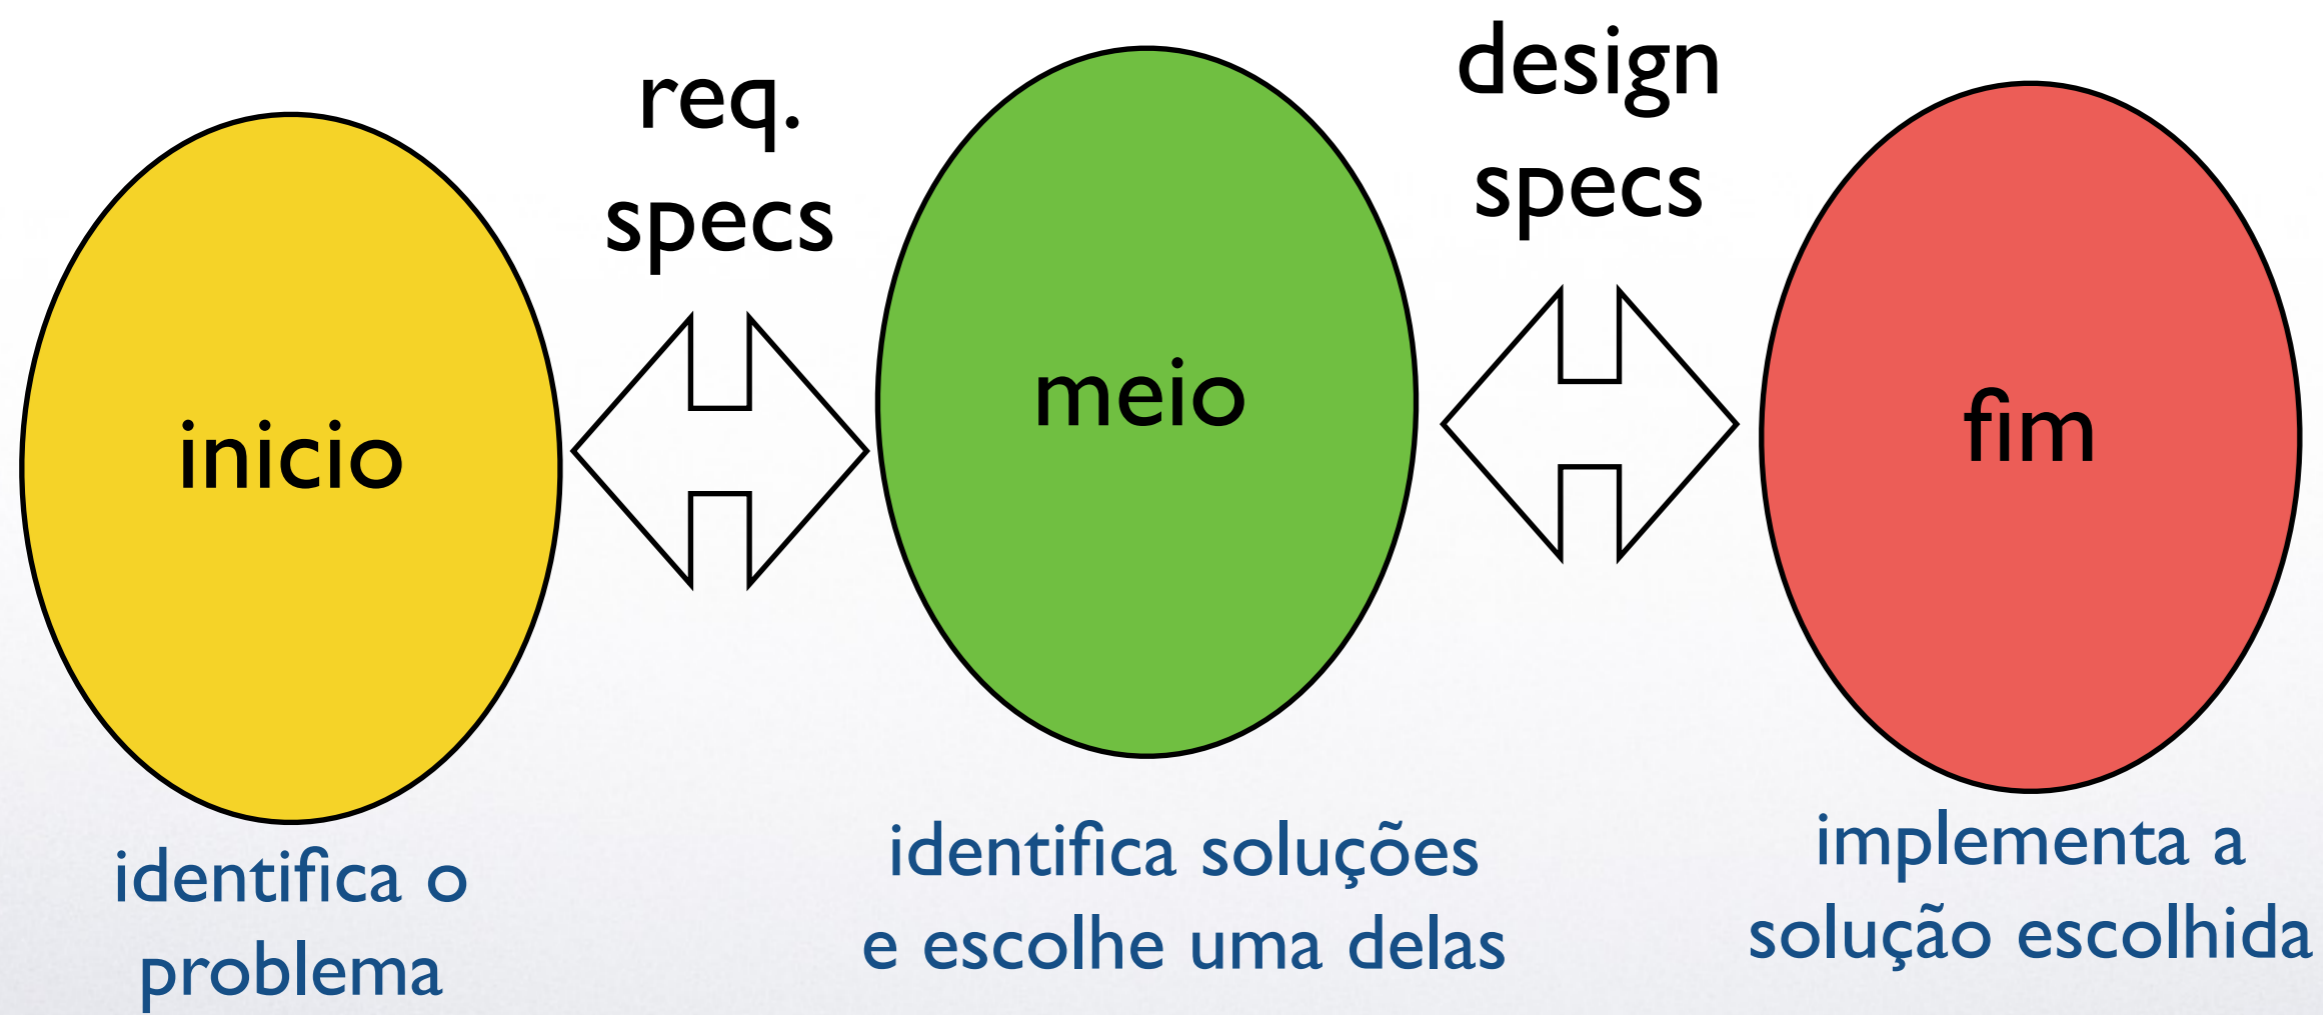 inicio
req.
specs
meio
design
specs
fim
identifica o
problema
identifica soluções
e escolhe uma delas
implementa a
solução escolhida